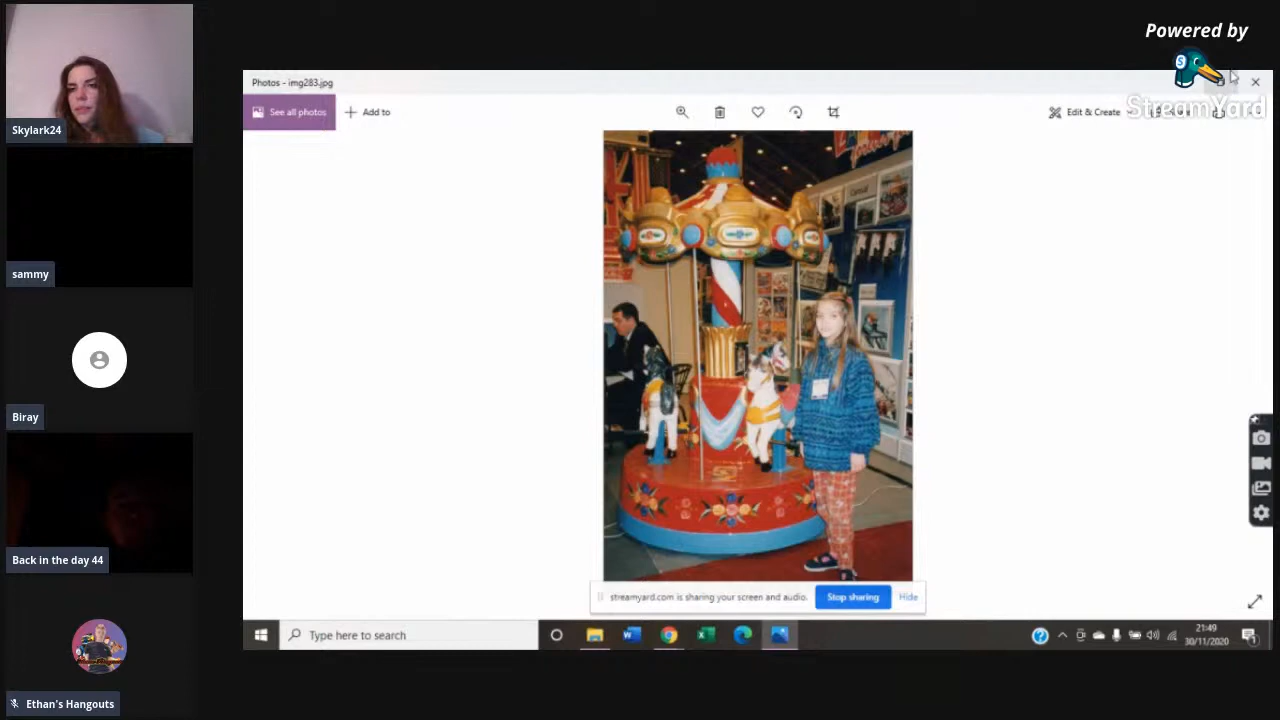 Powered by
StreamYard
Skylark24
sammy
Biray
Back in the day 44
Ethan's Hangouts
Photos - img283.jpg
See all photos
Add to
Edit & Create
streamyard.com is sharing your screen and audio.
Stop sharing
Hide
Type here to search
21:49
30/11/2020